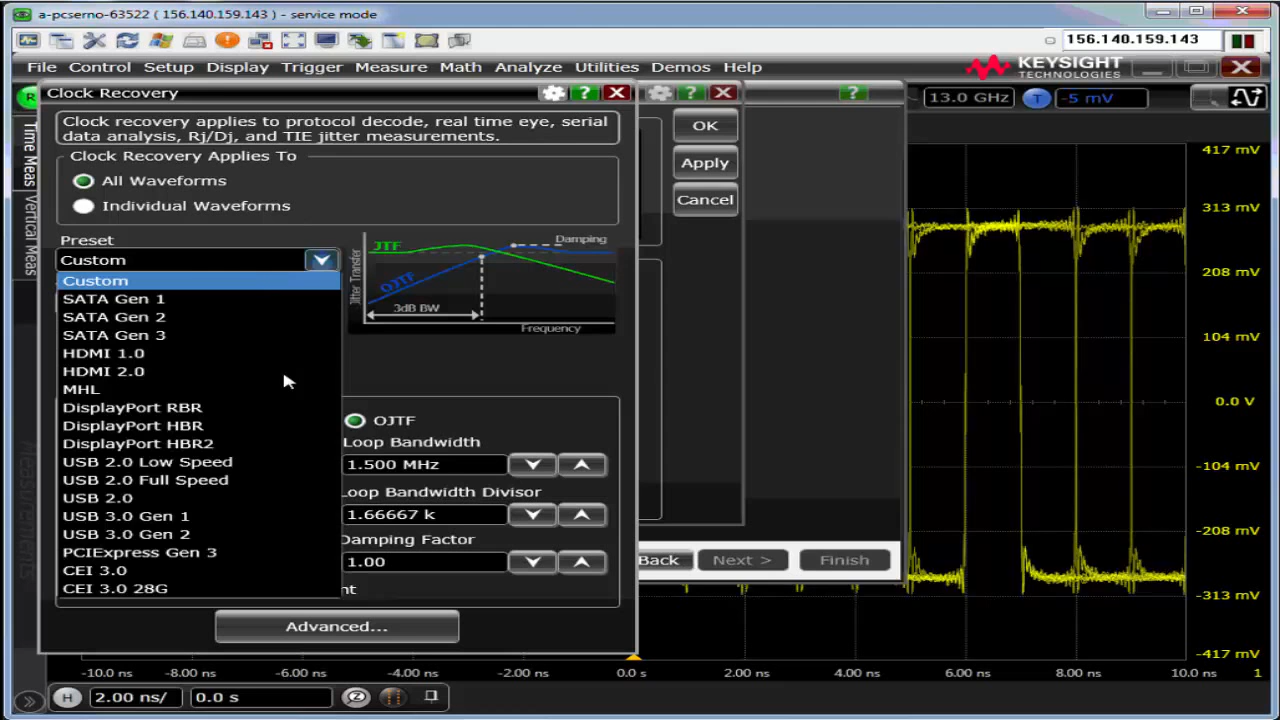 a-pcserno-63522 ( 156.140.159.143 ) - service mode
156.140.159.143
File Control Setup Display Trigger Measure Math Analyze Utilities Demos Help
KEYSIGHT
TECHNOLOGIES
Clock Recovery
?
?
?
13.0 GHz
T
-5 mV
Clock recovery applies to protocol decode, real time eye, serial
data analysis, Rj/Dj, and TIE jitter measurements.
Clock Recovery Applies To
All Waveforms
Individual Waveforms
OK
Apply
Cancel
Time Meas
Vertical Meas
Measurements
Preset
Custom
Custom
SATA Gen 1
SATA Gen 2
SATA Gen 3
HDMI 1.0
HDMI 2.0
MHL
DisplayPort RBR
DisplayPort HBR
DisplayPort HBR2
USB 2.0 Low Speed
USB 2.0 Full Speed
USB 2.0
USB 3.0 Gen 1
USB 3.0 Gen 2
PCIExpress Gen 3
CEI 3.0
CEI 3.0 28G
JTF
OJTF
Damping
Jitter Transfer
3dB BW
Frequency
OJTF
Loop Bandwidth
1.500 MHz
Loop Bandwidth Divisor
1.66667 k
Damping Factor
1.00
nt
Advanced...
Back
Next >
Finish
417 mV
313 mV
208 mV
104 mV
0.0 V
-104 mV
-208 mV
-313 mV
-417 mV
-10.0 ns
-6.00 ns
-4.00 ns
-2.00 ns
0.0 s
2.00 ns
4.00 ns
6.00 ns
8.00 ns
10.0 ns
1
H
2.00 ns/
0.0 s
Z